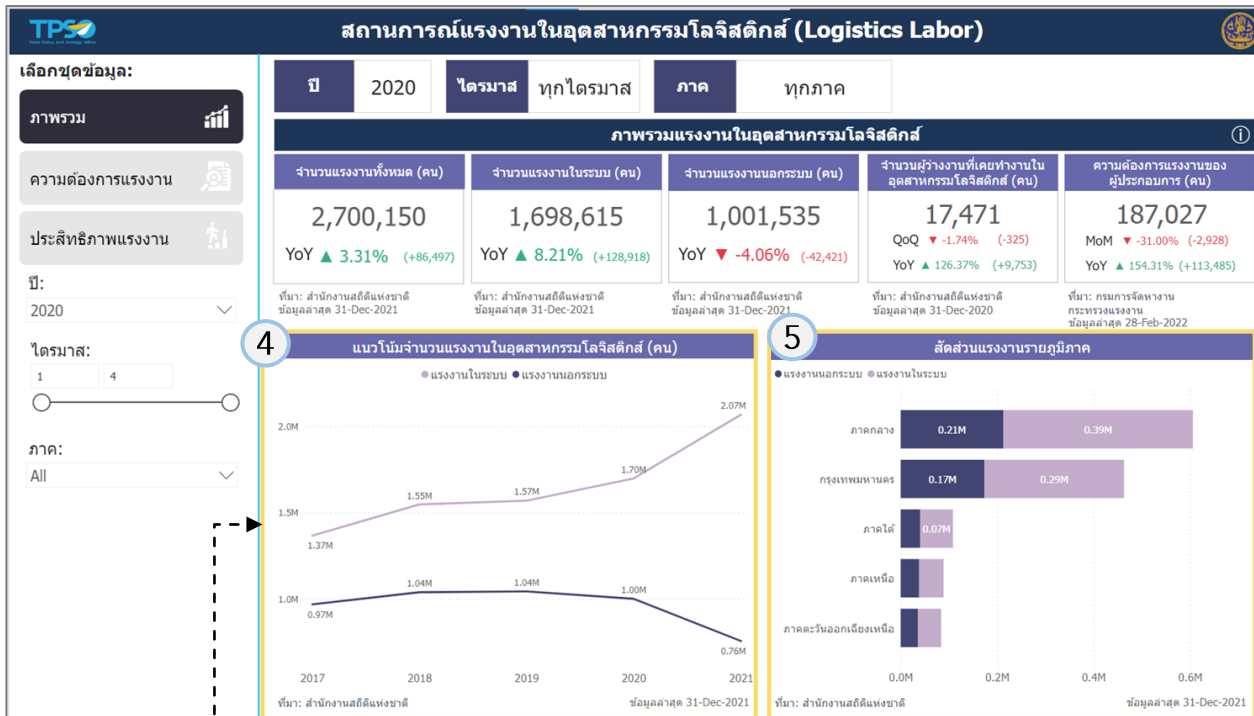 TPSO
สถานการณ์แรงงานในอุตสาหกรรมโลจิสติกส์ (Logistics Labor)
เลือกชุดข้อมูล:
ภาพรวม
ความต้องการแรงงาน
ประสิทธิภาพแรงงาน
ปี:
2020
ไตรมาส:
1 4
ภาค:
All
ปี 2020 ไตรมาส ทุกไตรมาส ภาค ทุกภาค
ภาพรวมแรงงานในอุตสาหกรรมโลจิสติกส์
จำนวนแรงงานทั้งหมด (คน)
2,700,150
YoY ▲ 3.31% (+86,497)
ที่มา: สำนักงานสถิติแห่งชาติ
ข้อมูลล่าสุด 31-Dec-2021
จำนวนแรงงานในระบบ (คน)
1,698,615
YoY ▲ 8.21% (+128,918)
ที่มา: สำนักงานสถิติแห่งชาติ
ข้อมูลล่าสุด 31-Dec-2021
จำนวนแรงงานนอกระบบ (คน)
1,001,535
YoY ▼ -4.06% (-42,421)
ที่มา: สำนักงานสถิติแห่งชาติ
ข้อมูลล่าสุด 31-Dec-2021
จำนวนผู้ว่างงานที่เคยทำงานใน
อุตสาหกรรมโลจิสติกส์ (คน)
17,471
QoQ ▼ -1.74% (-325)
YoY ▲ 126.37% (+9,753)
ที่มา: สำนักงานสถิติแห่งชาติ
ข้อมูลล่าสุด 31-Dec-2020
ความต้องการแรงงานของ
ผู้ประกอบการ (คน)
187,027
MoM ▼ -31.00% (-2,928)
YoY ▲ 154.31% (+113,485)
ที่มา: กรมการจัดหางาน
กระทรวงแรงงาน
ข้อมูลล่าสุด 28-Feb-2022
4
แนวโน้มจำนวนแรงงานในอุตสาหกรรมโลจิสติกส์ (คน)
แรงงานในระบบ แรงงานนอกระบบ
2.07M
2.0M
1.70M
1.57M
1.55M
1.5M
1.37M
1.04M 1.04M 1.00M
1.0M
0.97M
0.76M
2017 2018 2019 2020 2021
ที่มา: สำนักงานสถิติแห่งชาติ ข้อมูลล่าสุด 31-Dec-2021
5
สัดส่วนแรงงานรายภูมิภาค
แรงงานนอกระบบ แรงงานในระบบ
ภาคกลาง 0.21M 0.39M
กรุงเทพมหานคร 0.17M 0.29M
ภาคใต้ 0.07M
ภาคเหนือ
ภาคตะวันออกเฉียงเหนือ
0.0M 0.2M 0.4M 0.6M
ที่มา: สำนักงานสถิติแห่งชาติ ข้อมูลล่าสุด 31-Dec-2021